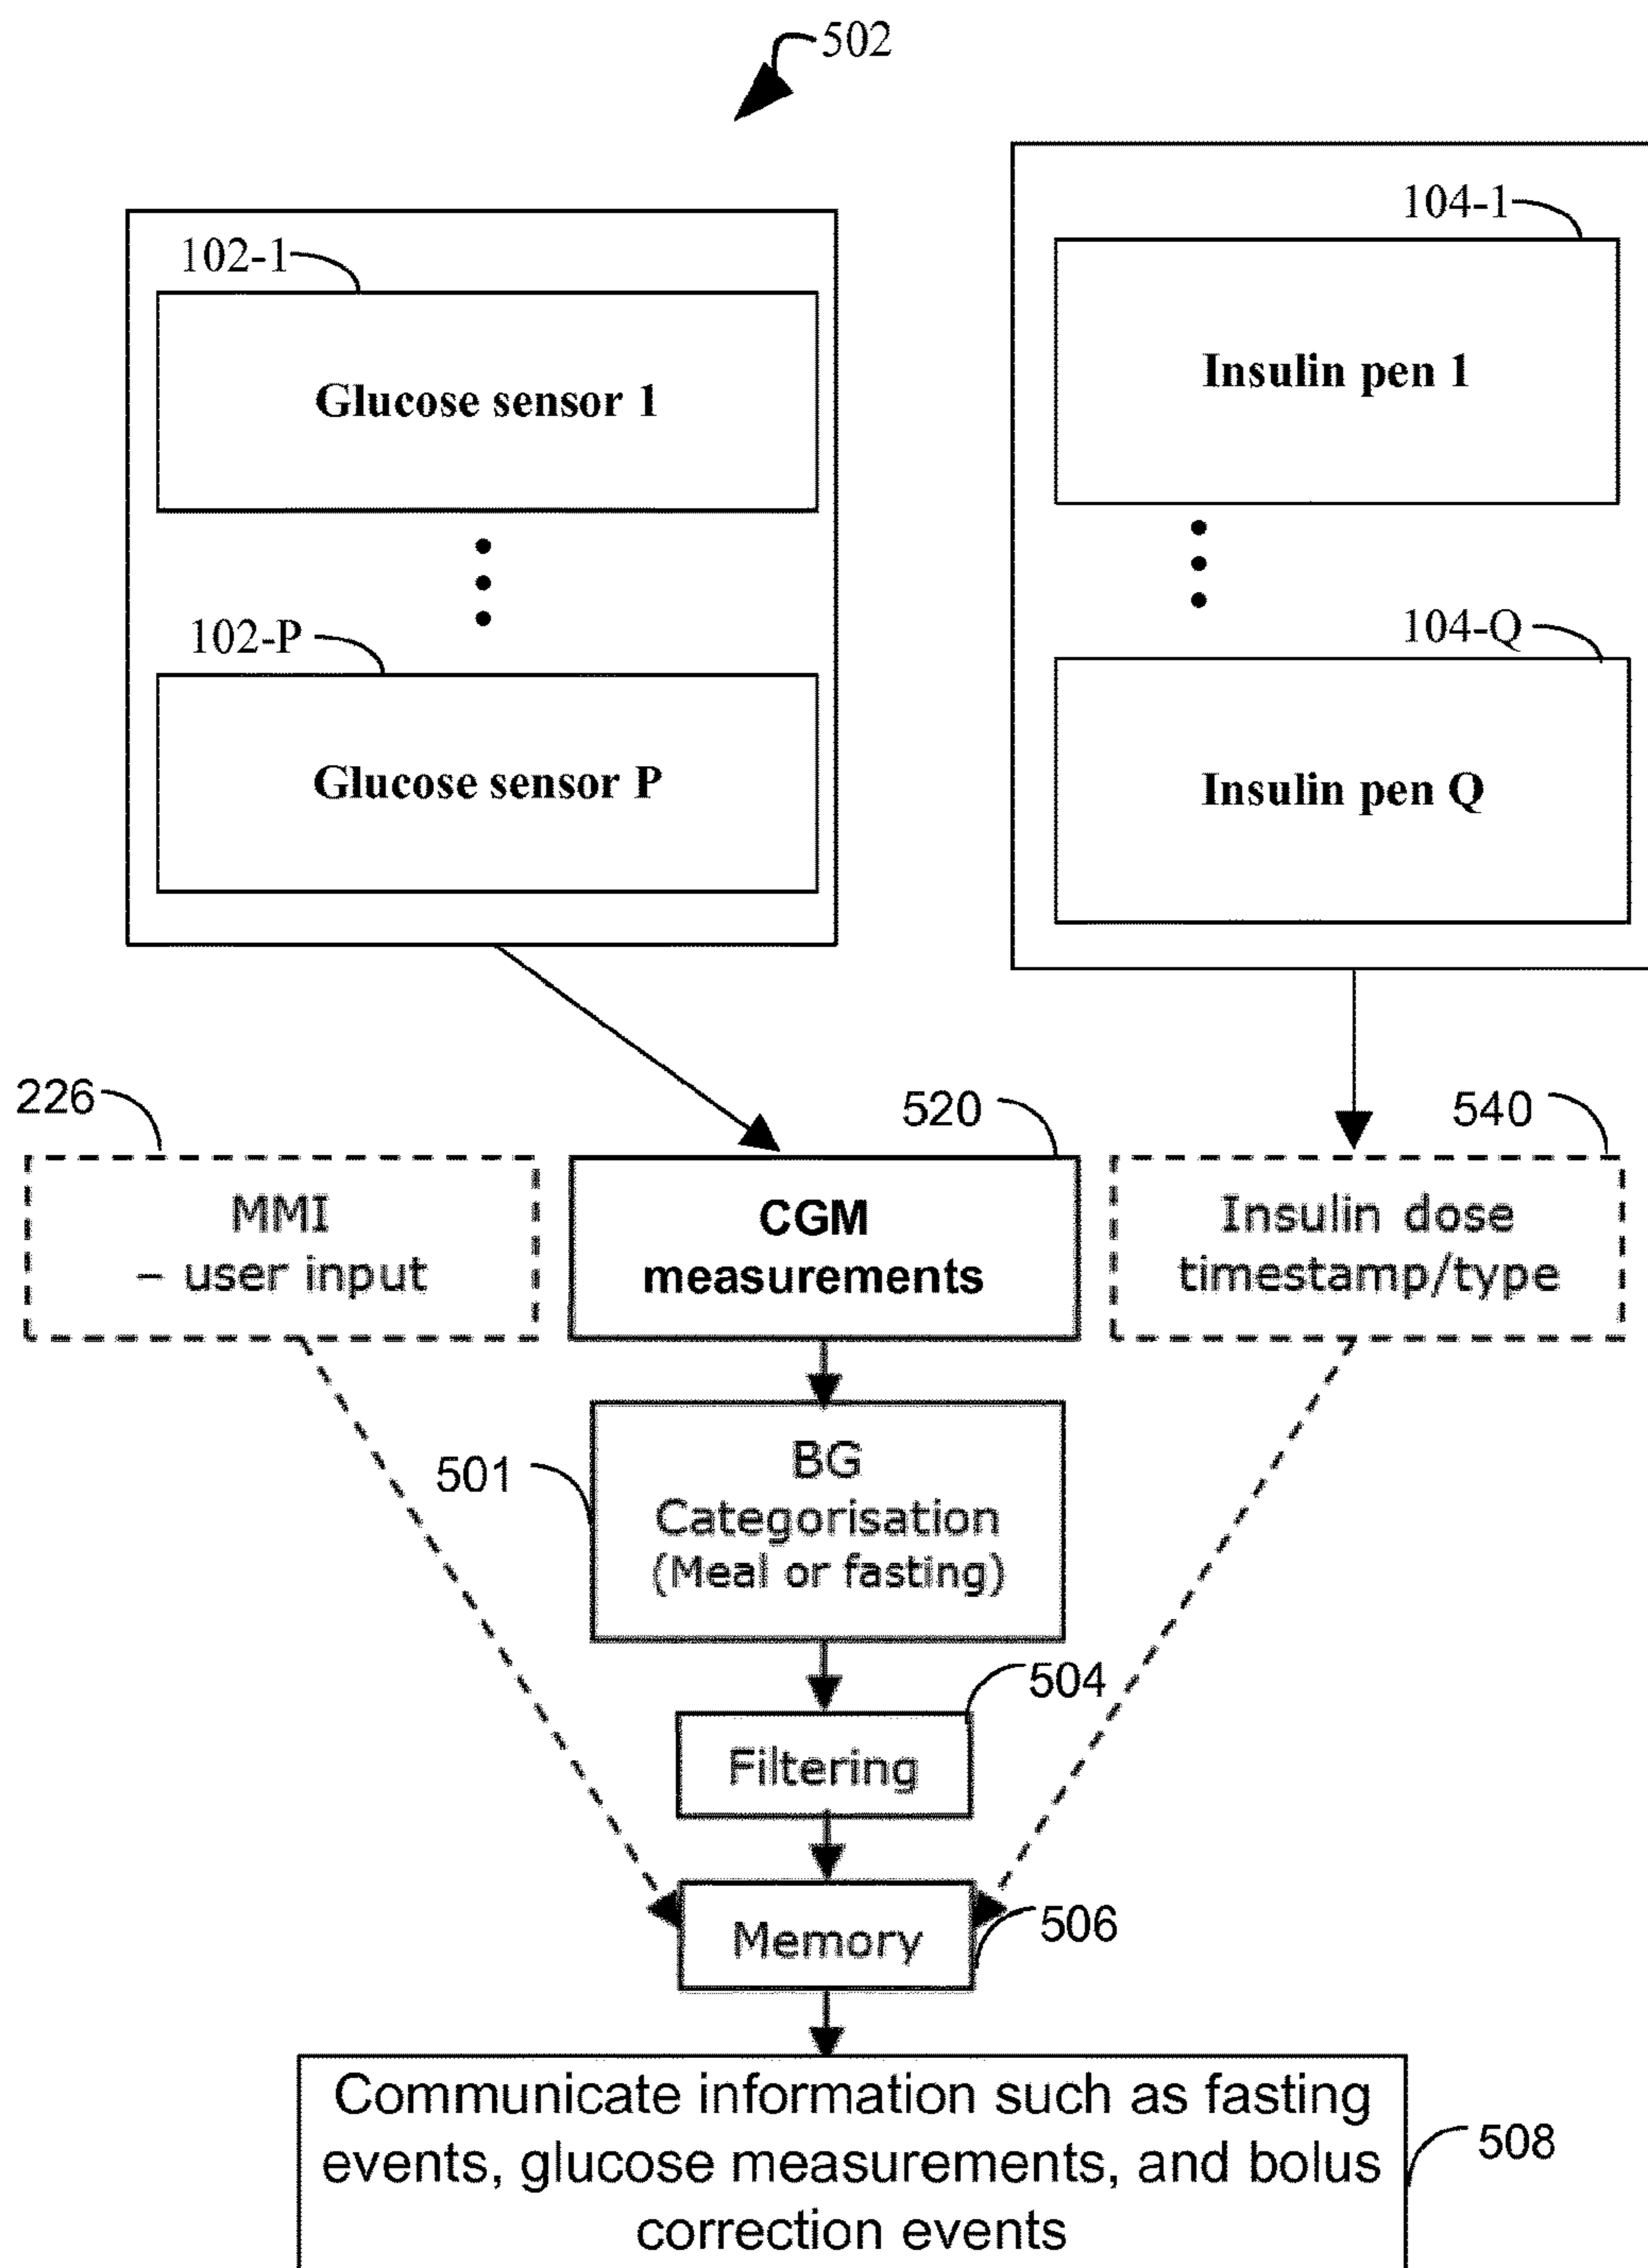 502
104-1
102-1
Insulin pen 1
Glucose sensor 1
102-P
104-Q
Glucose sensor P
Insulin pen Q
226
520
540
MMI
– user input
CGM
measurements
Insulin dose
timestamp/type
501
BG
Categorisation
(Meal or fasting)
504
Filtering
Memory
506
Communicate information such as fasting
events, glucose measurements, and bolus
correction events
508